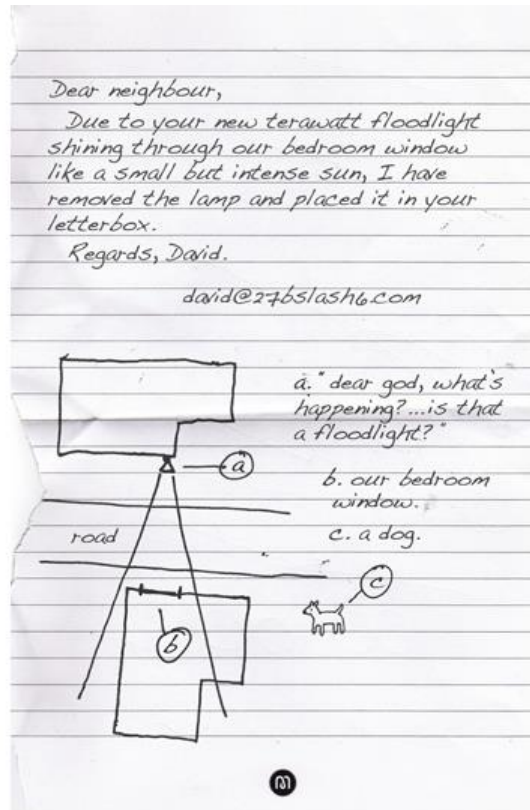 Dear neighbour,
Due to your new terawatt floodlight
shining through our bedroom window
like a small but intense sun, I have
removed the lamp and placed it in your
letterbox.
Regards, David.
david@27bslash6.com
a. "dear god, what's
happening?...is that
a floodlight?"
a
b. our bedroom
window.
road
c. a dog.
c
b